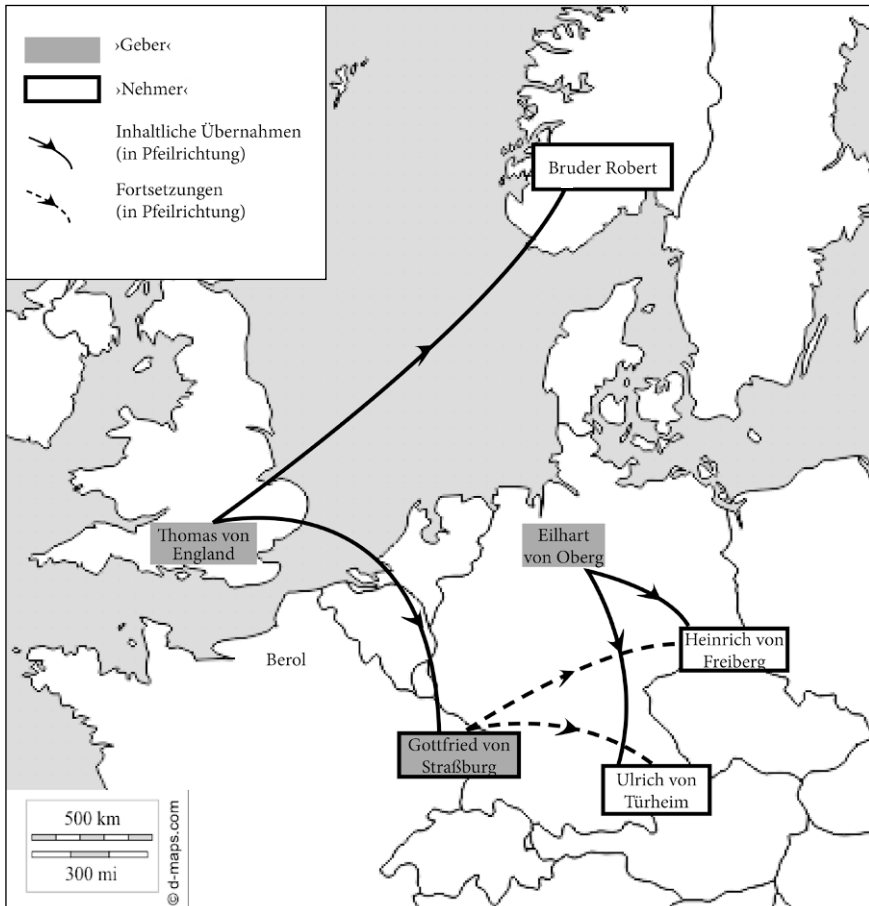 ›Geber‹
›Nehmer‹
Inhaltliche Übernahmen
(in Pfeilrichtung)
Fortsetzungen
(in Pfeilrichtung)
Bruder Robert
Thomas von
England
Eilhart
von Oberg
Berol
Heinrich von
Freiberg
Gottfried von
Straßburg
Ulrich von
Türheim
500 km
300 mi
© d-maps.com